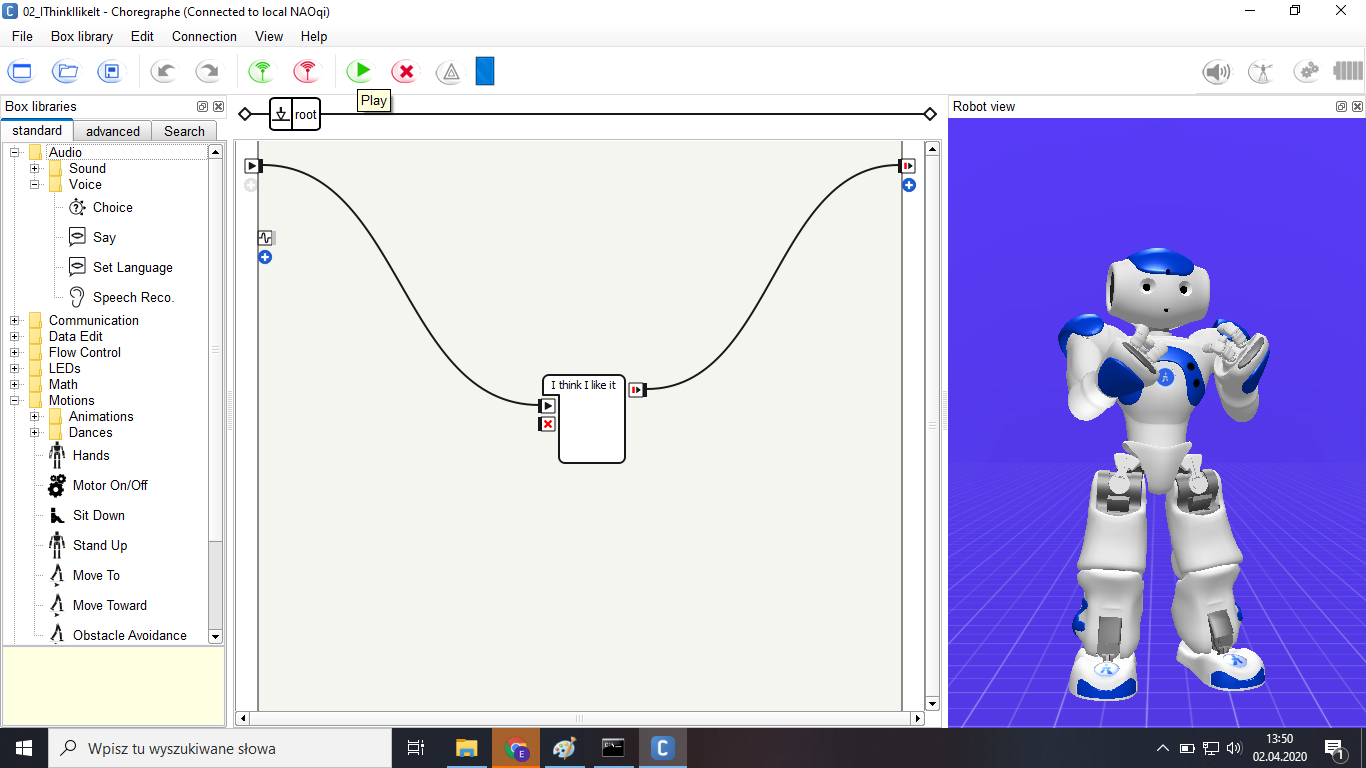 02_IThinkIlikeIt - Choregraphe (Connected to local NAOqi)
File Box library Edit Connection View Help
Play
Box libraries
standard advanced Search
Audio
Sound
Voice
Choice
Say
Set Language
Speech Reco.
Communication
Data Edit
Flow Control
LEDs
Math
Motions
Animations
Dances
Hands
Motor On/Off
Sit Down
Stand Up
Move To
Move Toward
Obstacle Avoidance
root
I think I like it
Robot view
Wpisz tu wyszukiwane słowa
13:50
02.04.2020
1